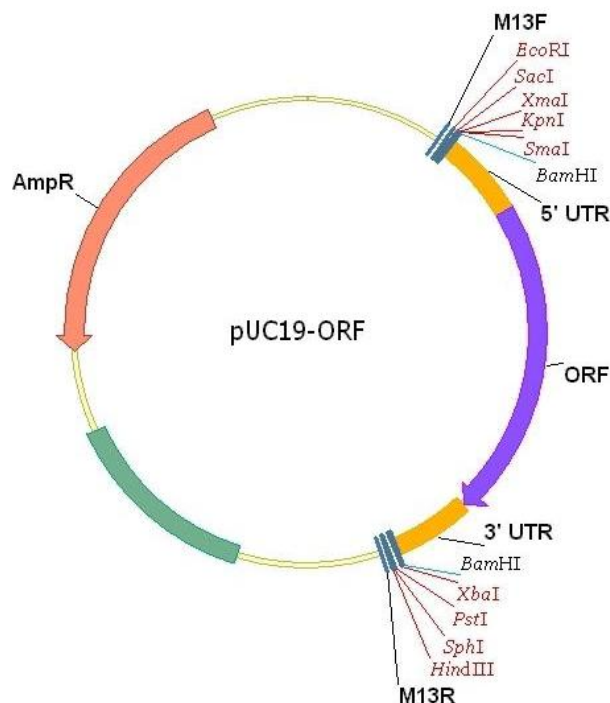 M13F
EcoRI
SacI
XmaI
KpnI
SmaI
BamHI
AmpR
5' UTR
pUC19-ORF
ORF
3' UTR
BamHI
XbaI
PstI
SphI
HindIII
M13R